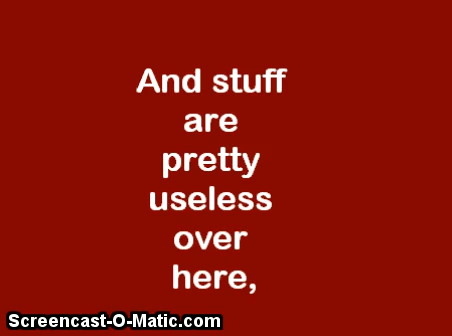 And stuff
are
pretty
useless
over
here,
Screencast-O-Matic.com